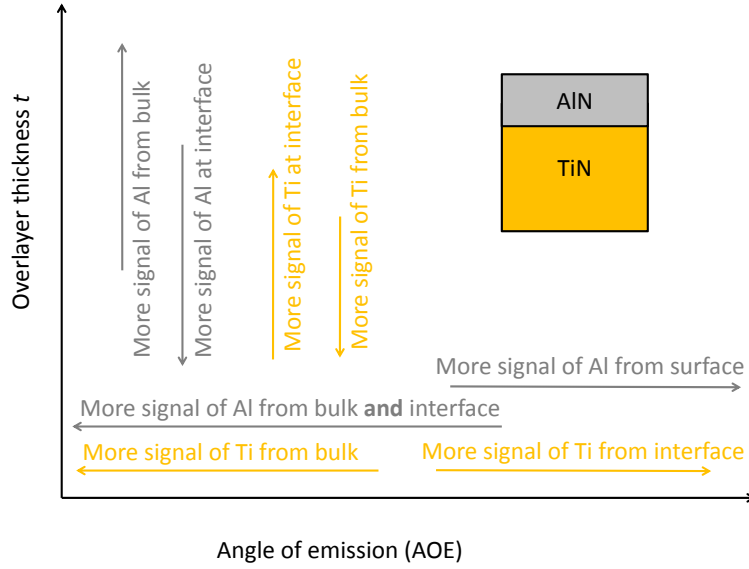 Overlayer thickness t
More signal of Al from bulk
More signal of Al at interface
More signal of Ti at interface
More signal of Ti from bulk
AlN
TiN
More signal of Al from surface
More signal of Al from bulk and interface
More signal of Ti from bulk
More signal of Ti from interface
Angle of emission (AOE)